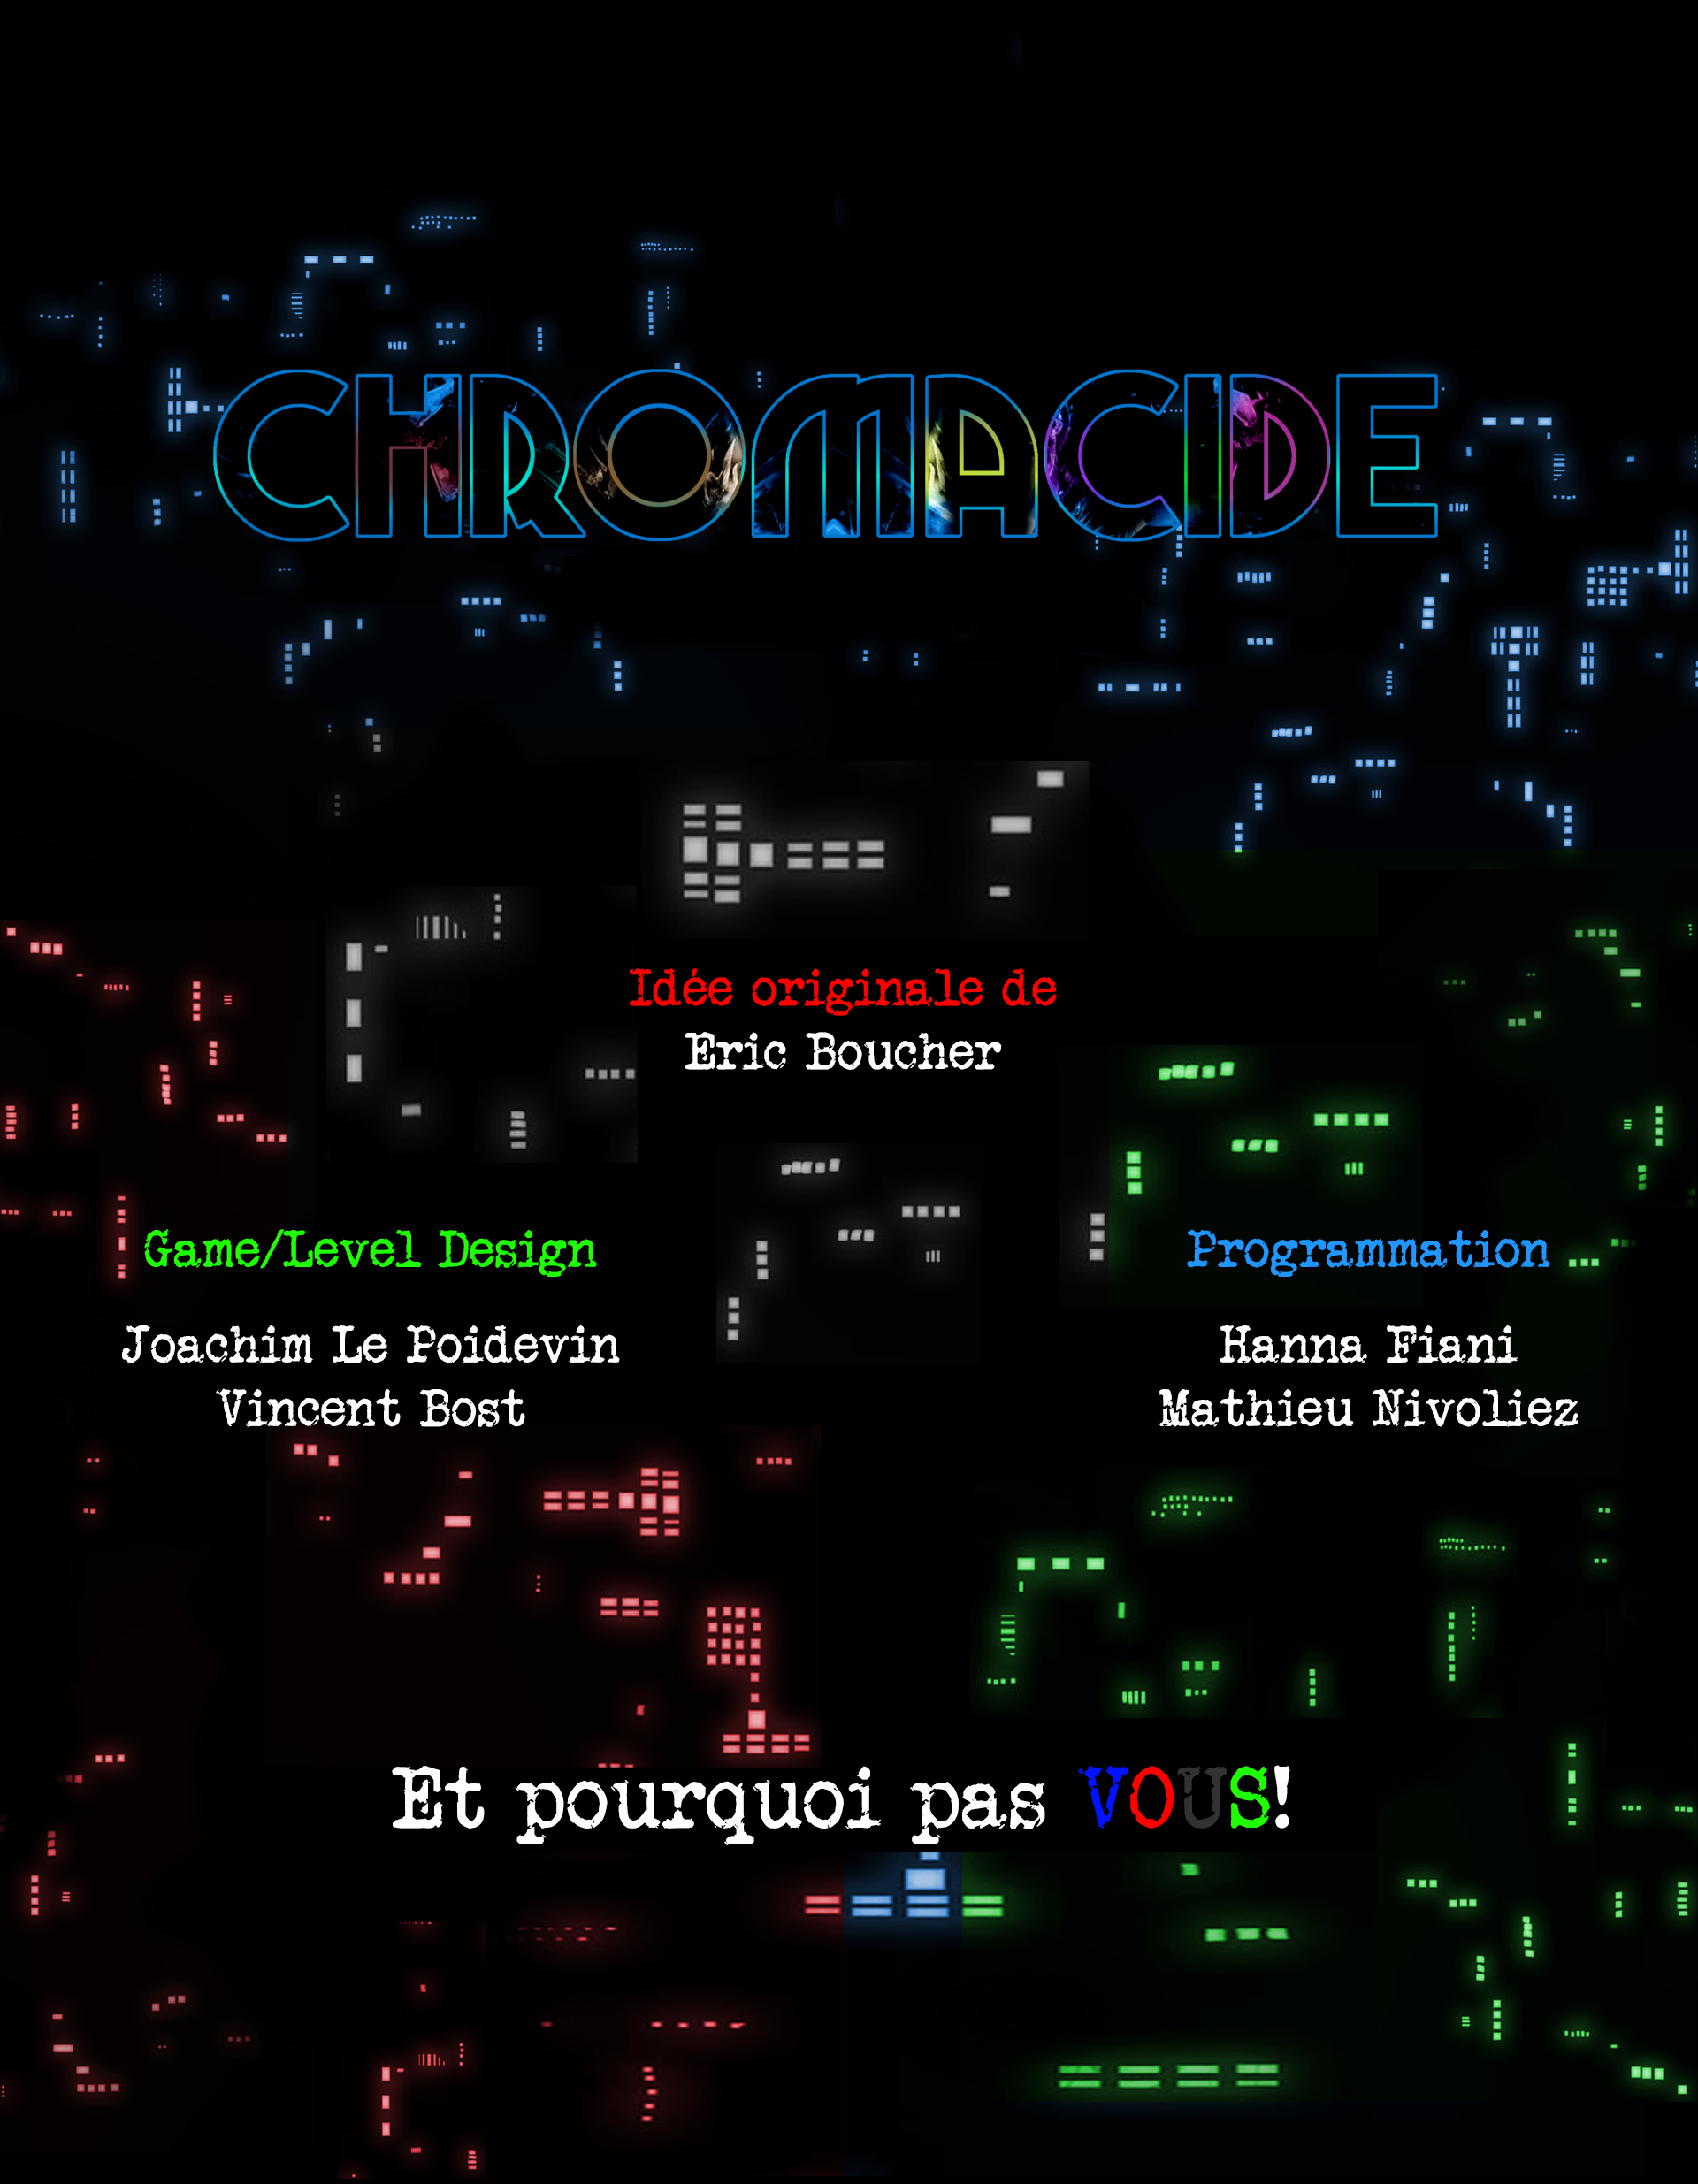 CHROMACIDE
Idée originale de
Eric Boucher
Game/Level Design
Joachim Le Poidevin
Vincent Bost
Programmation
Hanna Fiani
Mathieu Nivoliez
Et pourquoi pas VOUS!